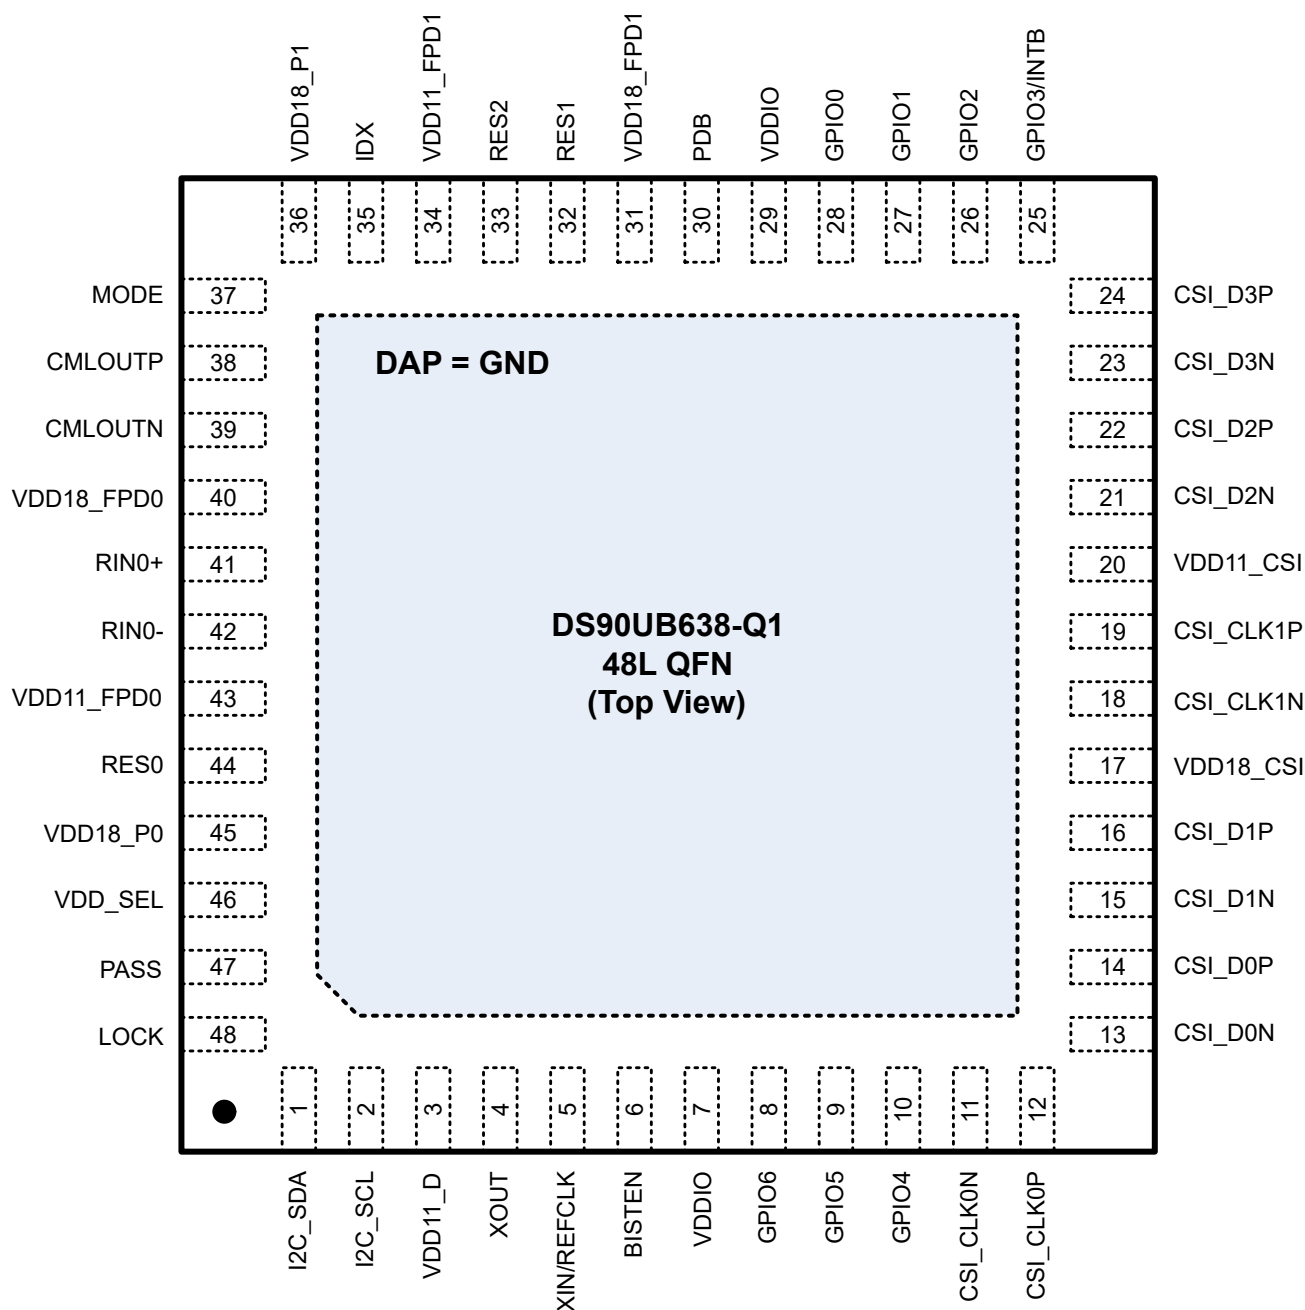 VDD18_P1
IDX
VDD11_FPD1
RES2
RES1
VDD18_FPD1
PDB
VDDIO
GPIO0
GPIO1
GPIO2
GPIO3/INTB
36
35
34
33
32
31
30
29
28
27
26
25
MODE 37
CMLOUTP 38
CMLOUTN 39
VDD18_FPD0 40
RIN0+ 41
RIN0- 42
VDD11_FPD0 43
RES0 44
VDD18_P0 45
VDD_SEL 46
PASS 47
LOCK 48
DAP = GND
DS90UB638-Q1
48L QFN
(Top View)
24 CSI_D3P
23 CSI_D3N
22 CSI_D2P
21 CSI_D2N
20 VDD11_CSI
19 CSI_CLK1P
18 CSI_CLK1N
17 VDD18_CSI
16 CSI_D1P
15 CSI_D1N
14 CSI_D0P
13 CSI_D0N
1
2
3
4
5
6
7
8
9
10
11
12
I2C_SDA
I2C_SCL
VDD11_D
XOUT
XIN/REFCLK
BISTEN
VDDIO
GPIO6
GPIO5
GPIO4
CSI_CLK0N
CSI_CLK0P